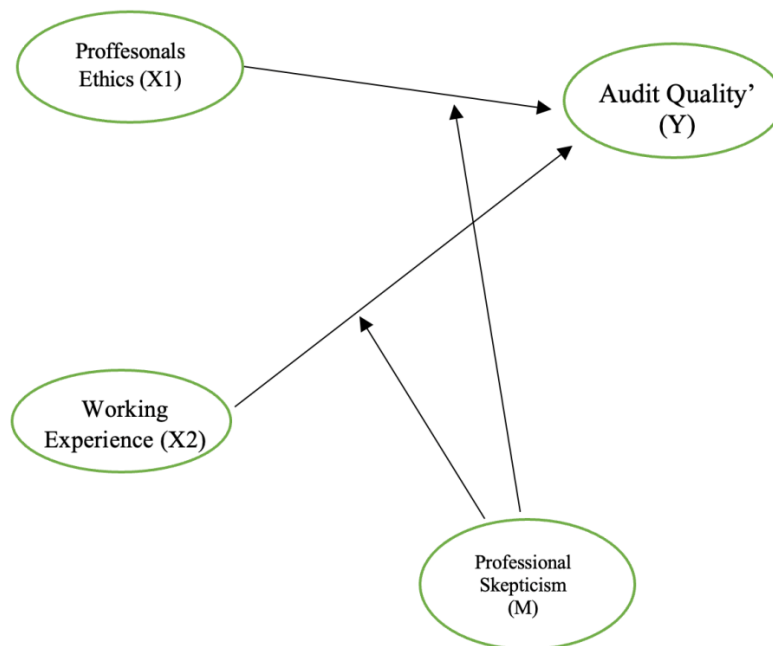 Proffesonals
Ethics (X1)
Audit Quality’
(Y)
Working
Experience (X2)
Professional
Skepticism
(M)